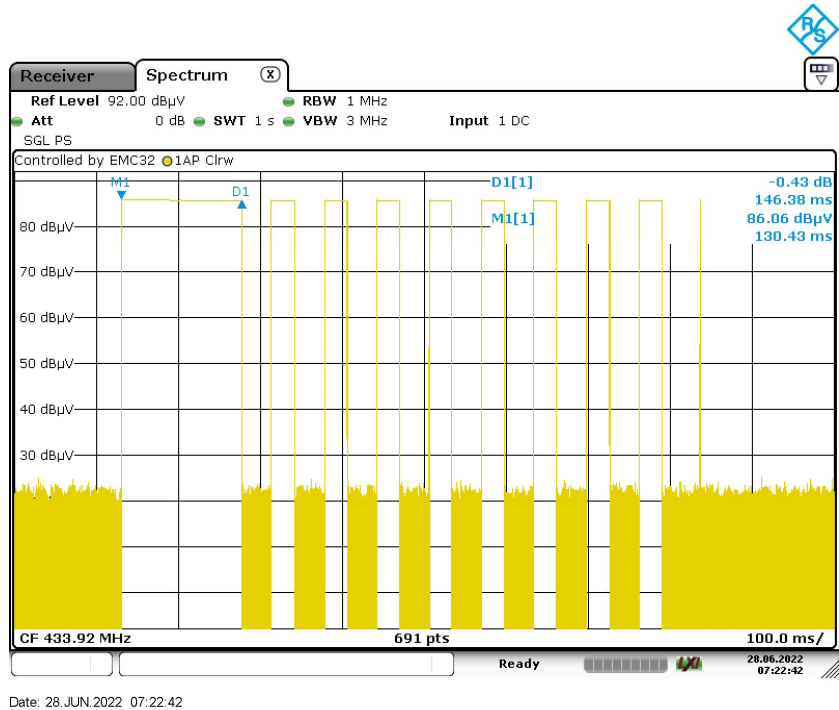 R&S
Receiver Spectrum X
Ref Level 92.00 dBµV RBW 1 MHz
Att 0 dB SWT 1 s VBW 3 MHz Input 1 DC
SGL PS
Controlled by EMC32 1AP Clrw
M1 D1 D1[1] -0.43 dB
146.38 ms
80 dBµV M1[1] 86.06 dBµV
130.43 ms
70 dBµV
60 dBµV
50 dBµV
40 dBµV
30 dBµV
CF 433.92 MHz 691 pts 100.0 ms/
Ready LXI 28.06.2022
07:22:42
Date: 28.JUN.2022 07:22:42